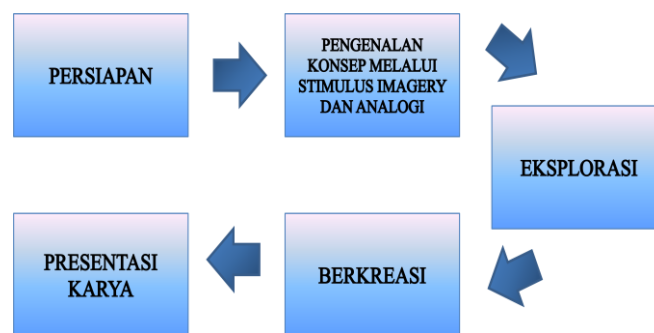 PERSIAPAN
PENGENALAN
KONSEP MELALUI
STIMULUS IMAGERY
DAN ANALOGI
EKSPLORASI
BERKREASI
PRESENTASI
KARYA